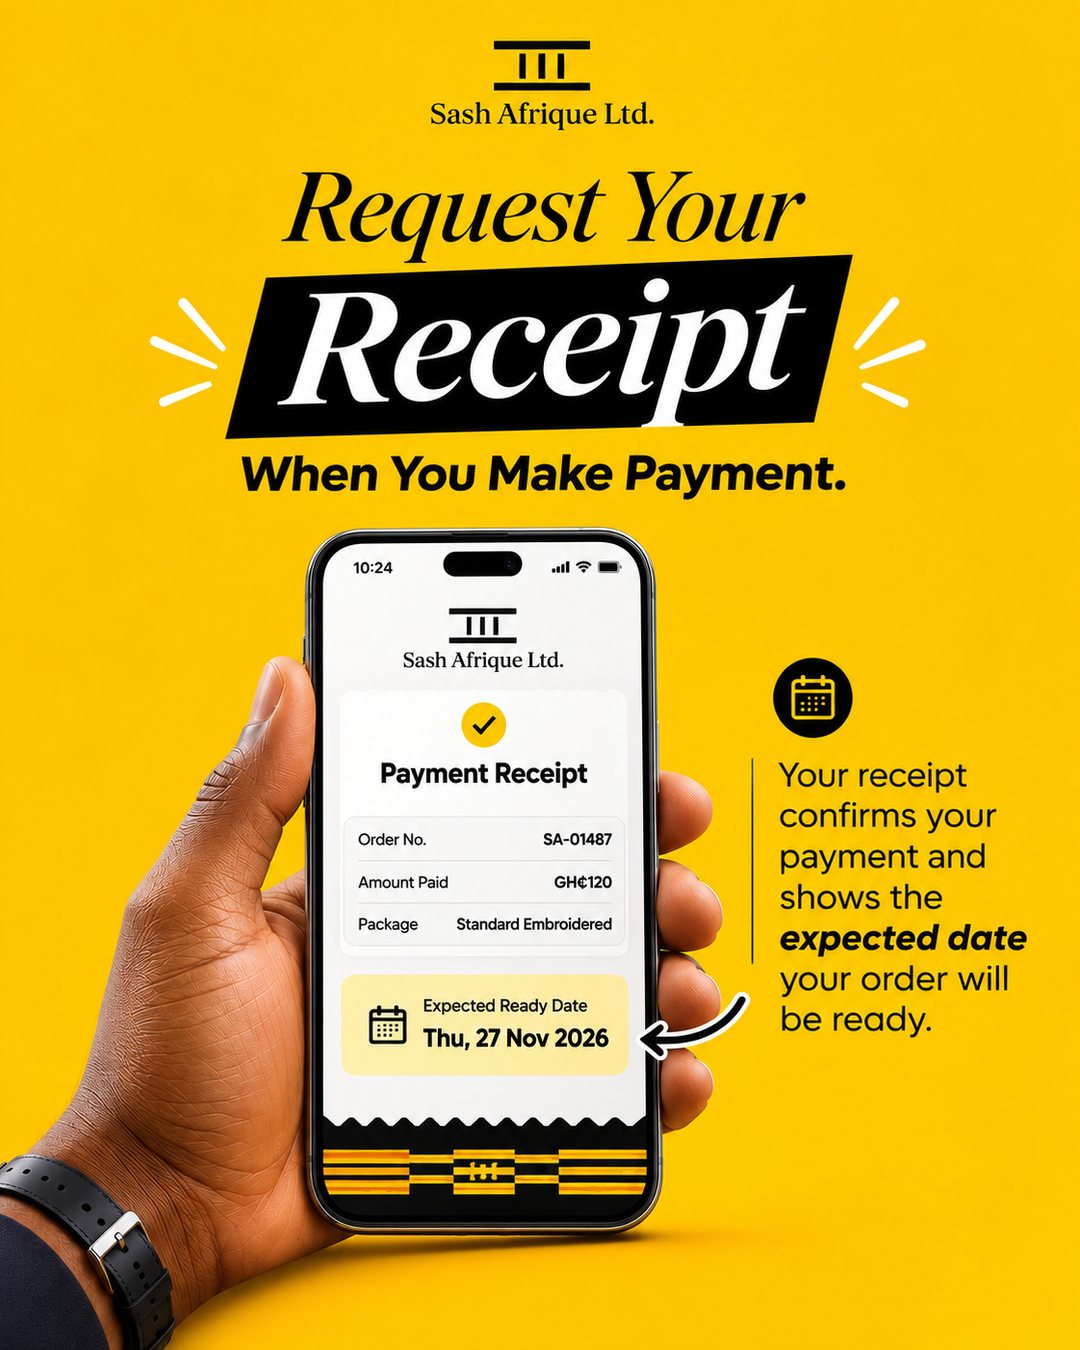 Sash Afrique Ltd.
Request Your
Receipt
When You Make Payment.
10:24
Sash Afrique Ltd.
Payment Receipt
Order No. SA-01487
Amount Paid GH₵120
Package Standard Embroidered
Expected Ready Date
Thu, 27 Nov 2026
Your receipt
confirms your
payment and
shows the
expected date
your order will
be ready.